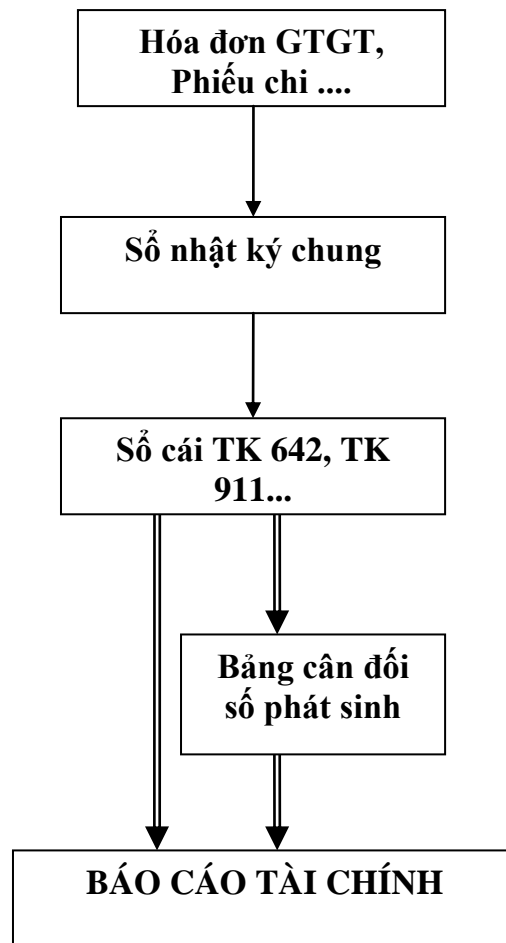 Hóa đơn GTGT,
Phiếu chi ....
Sổ nhật ký chung
Sổ cái TK 642, TK
911...
Bảng cân đối
số phát sinh
BÁO CÁO TÀI CHÍNH